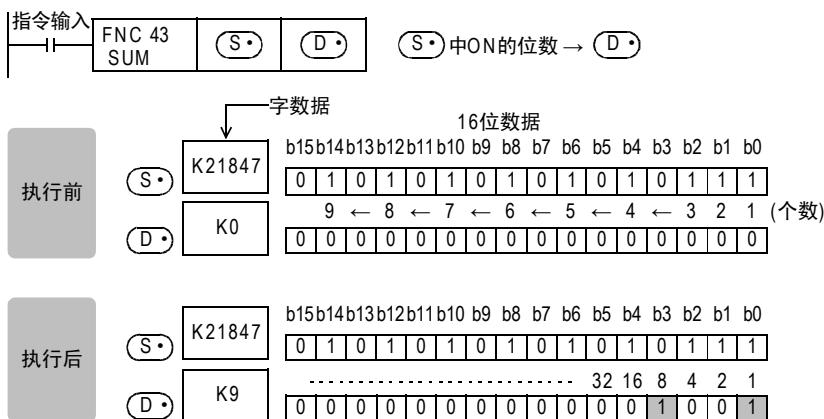 指令输入
FNC 43
SUM
S・
D・
S・ 中ON的位数 → D・
字数据
16位数据
执行前
b15 b14 b13 b12 b11 b10 b9 b8 b7 b6 b5 b4 b3 b2 b1 b0
S・ K21847 0 1 0 1 0 1 0 1 0 1 0 1 0 1 1 1
9 ← 8 ← 7 ← 6 ← 5 ← 4 ← 3 2 1 (个数)
D・ K0 0 0 0 0 0 0 0 0 0 0 0 0 0 0 0 0
执行后
b15 b14 b13 b12 b11 b10 b9 b8 b7 b6 b5 b4 b3 b2 b1 b0
S・ K21847 0 1 0 1 0 1 0 1 0 1 0 1 0 1 1 1
32 16 8 4 2 1
D・ K9 0 0 0 0 0 0 0 0 0 0 0 0 1 0 0 1